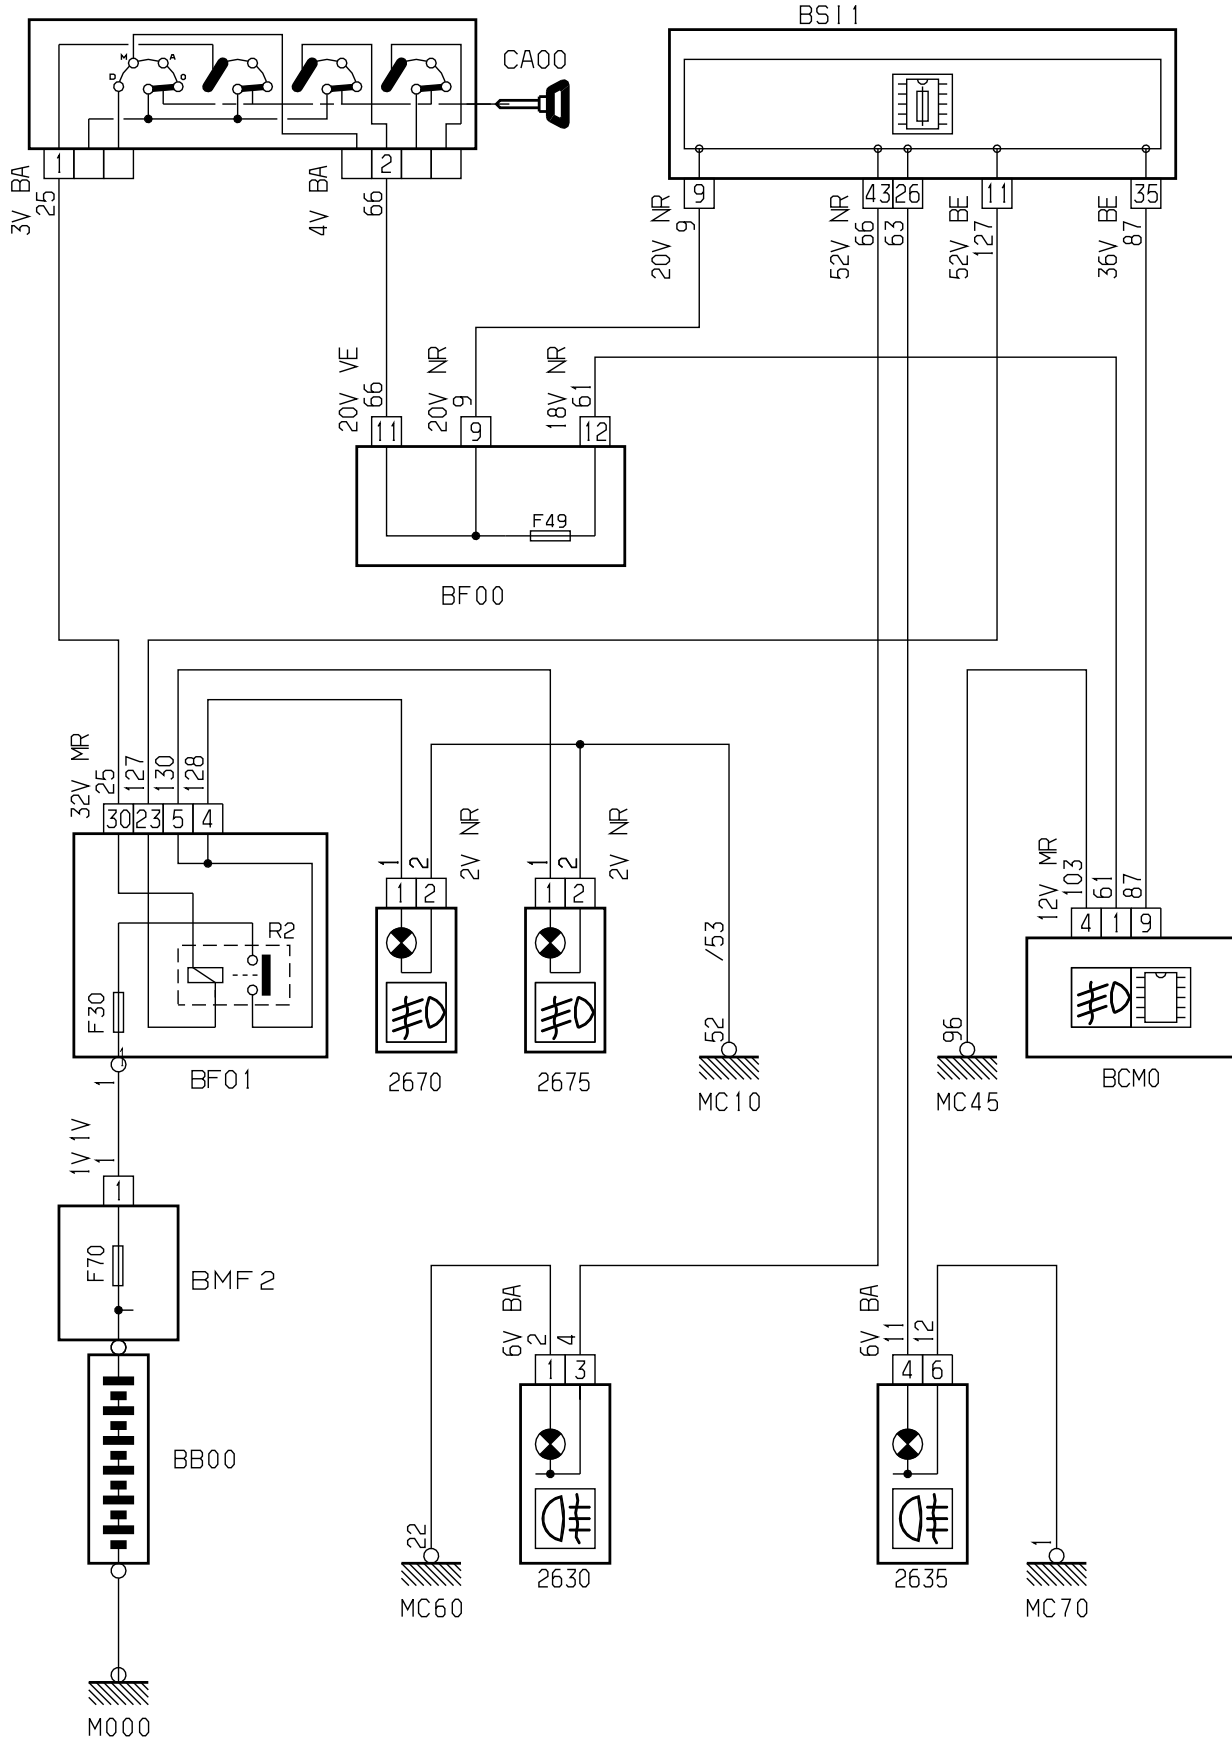 BSI1
CA00
M
A
D
O
1
2
9
43
26
11
35
3V BA
25
4V BA
66
20V NR
9
52V NR
66
63
52V BE
127
36V BE
87
20V VE
66
20V NR
9
18V NR
61
11
9
12
F49
BF00
32V MR
25
127
130
128
30
23
5
4
R2
F30
1
1
BF01
1
2
2V NR
1
2
2670
1
2
2V NR
1
2
2675
/53
52
MC10
12V MR
103
61
87
4
1
9
96
MC45
BCM0
1V 1V
1
1
F70
BMF2
BB00
M000
6V BA
2
4
1
3
22
MC60
2630
6V BA
11
12
4
6
2635
1
MC70